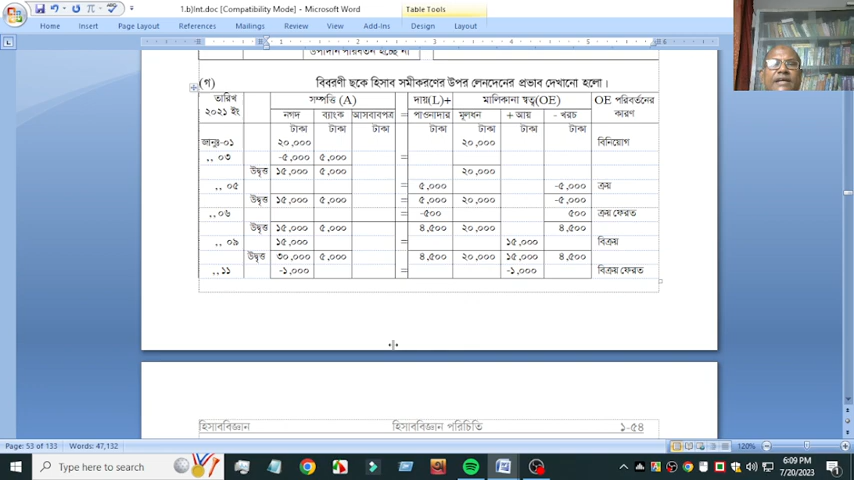 1.b)Int.doc [Compatibility Mode] - Microsoft Word
Table Tools
Home Insert Page Layout References Mailings Review View Add-Ins Design Layout
উপাদান পরিবর্তন হচ্ছে না
(গ) বিবরণী ছকে হিসাব সমীকরণের উপর লেনদেনের প্রভাব দেখানো হলো।
তারিখ সম্পত্তি (A) দায়(L)+ মালিকানা স্বত্ব(OE) OE পরিবর্তনের
২০২১ ইং নগদ ব্যাংক আসবাবপত্র = পাওনাদার মূলধন + আয় - খরচ কারণ
টাকা টাকা টাকা টাকা টাকা টাকা টাকা
জানু-০১ ২০,০০০ ২০,০০০ বিনিয়োগ
,, ০৩ -৫,০০০ ৫,০০০ =
উদ্বৃত্ত ১৫,০০০ ৫,০০০ ২০,০০০
,, ০৫ = ৫,০০০ -৫,০০০ ক্রয়
উদ্বৃত্ত ১৫,০০০ ৫,০০০ ৫,০০০ ২০,০০০ -৫,০০০
,, ০৬ = -৫০০ ৫০০ ক্রয় ফেরত
উদ্বৃত্ত ১৫,০০০ ৫,০০০ ৪,৫০০ ২০,০০০ ৪,৫০০
,, ০৯ ১৫,০০০ = ১৫,০০০ বিক্রয়
উদ্বৃত্ত ৩০,০০০ ৫,০০০ ৪,৫০০ ২০,০০০ ১৫,০০০ ৪,৫০০
,,১১ -১,০০০ = -১,০০০ বিক্রয় ফেরত
হিসাববিজ্ঞান হিসাববিজ্ঞান পরিচিতি ১-৫৪
Page: 53 of 133 Words: 47,132 120%
Type here to search 6:09 PM
7/20/2023